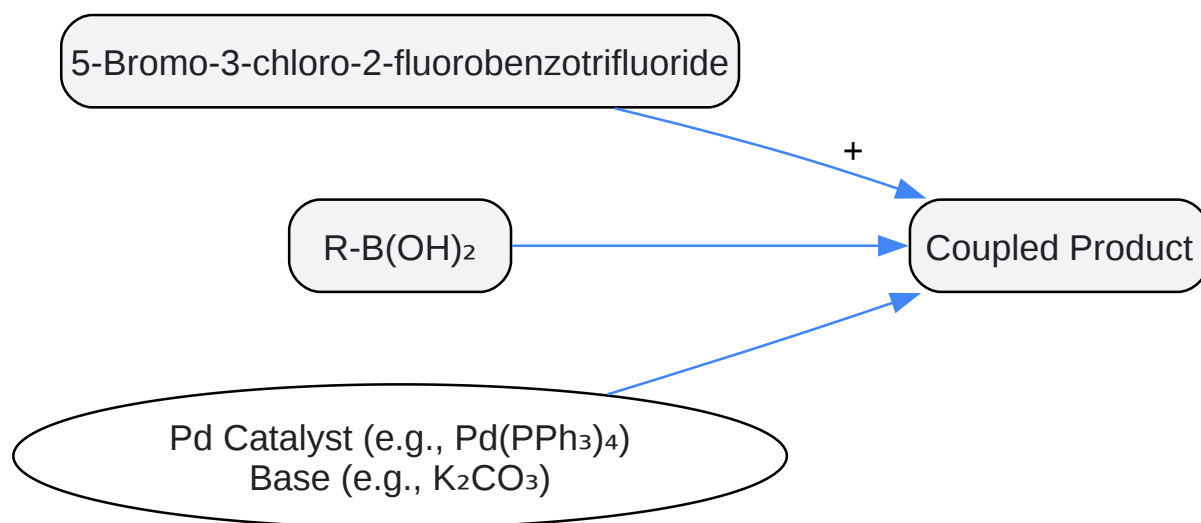 5-Bromo-3-chloro-2-fluorobenzotrifluoride
+
R-B(OH)₂
Coupled Product
Pd Catalyst (e.g., Pd(PPh₃)₄)
Base (e.g., K₂CO₃)